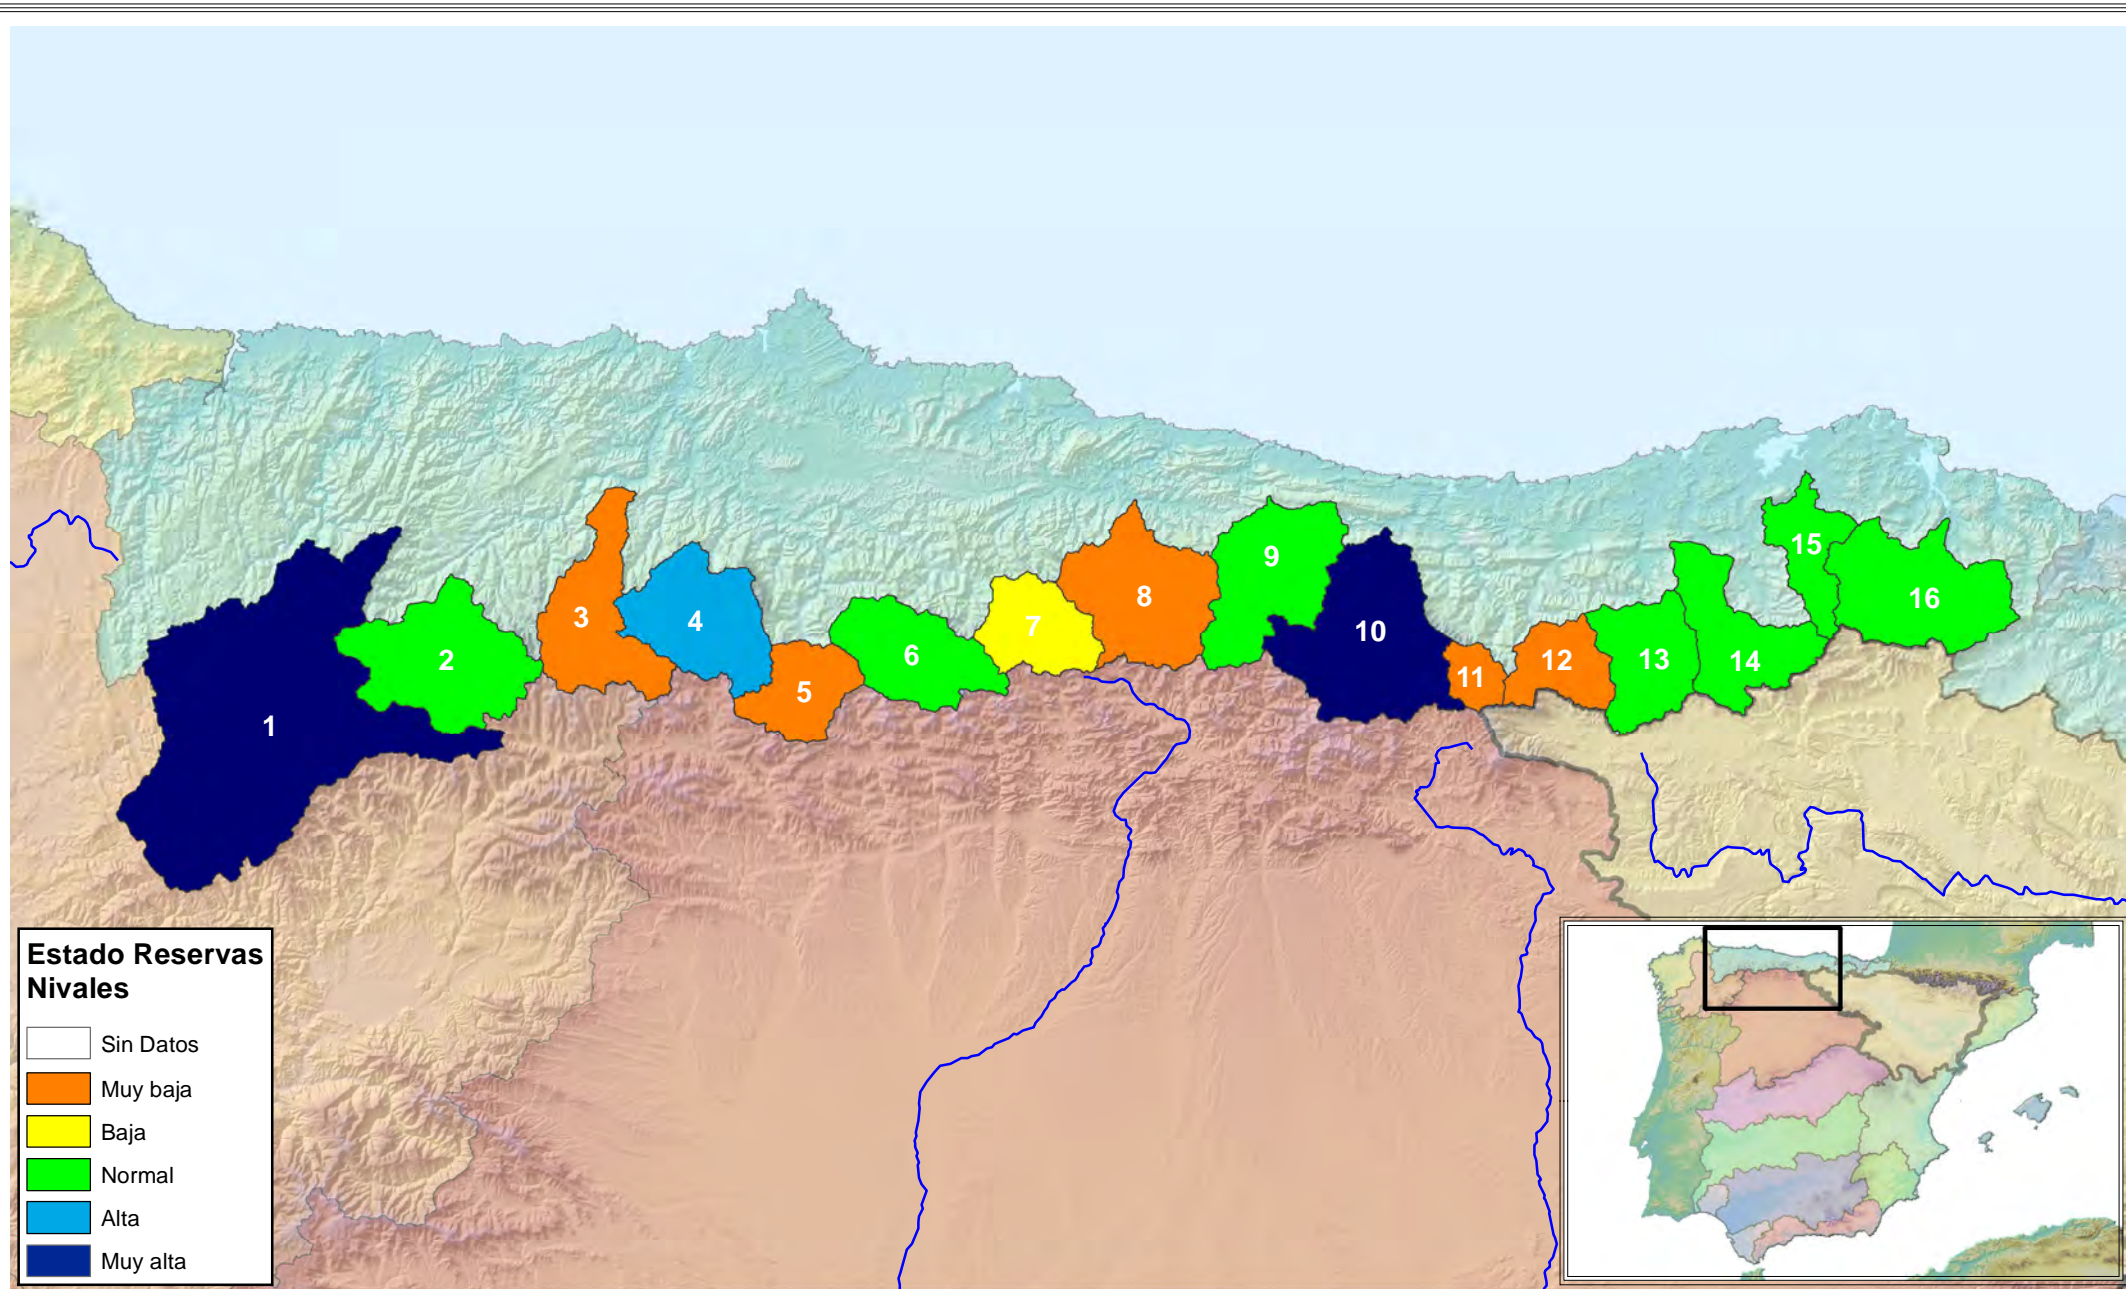 1
2
3
4
5
6
7
8
9
10
11
12
13
14
15
16
Estado Reservas
Nivales
Sin Datos
Muy baja
Baja
Normal
Alta
Muy alta